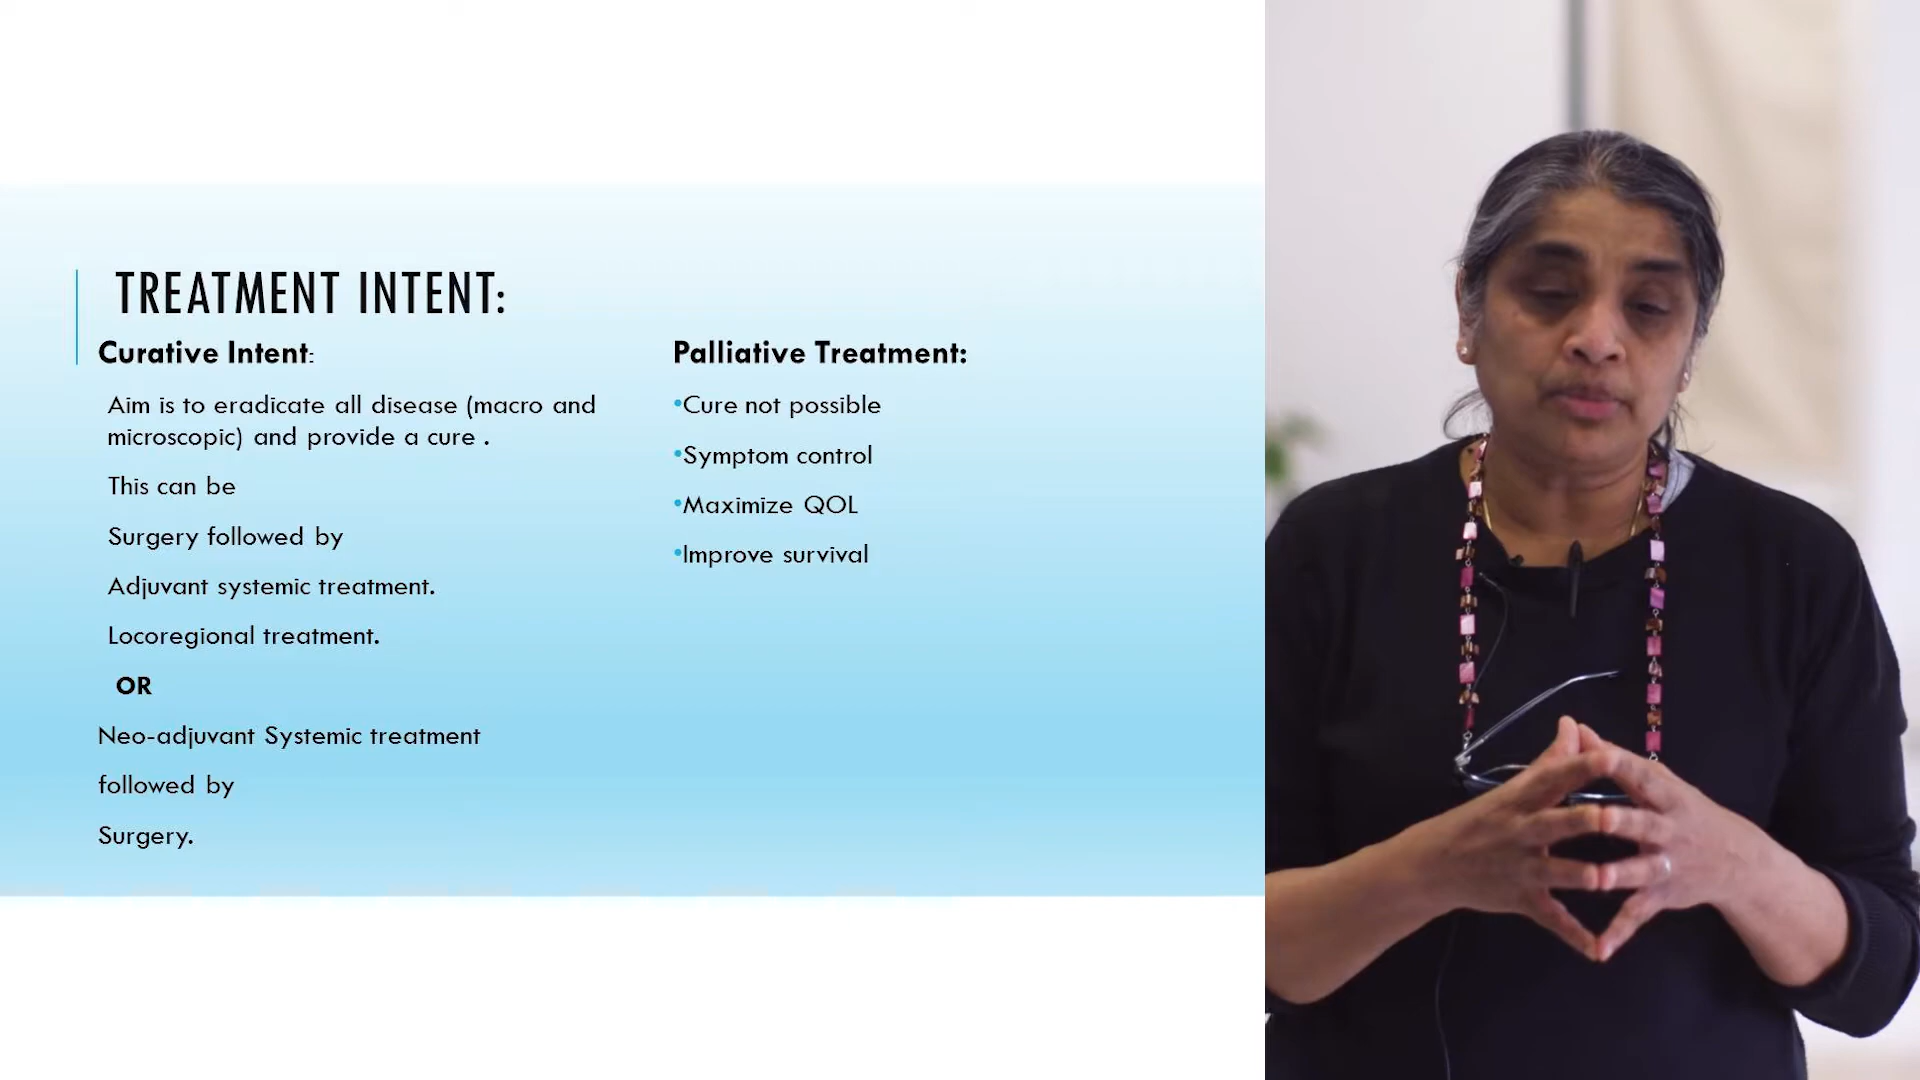 TREATMENT INTENT:
Curative Intent:
Aim is to eradicate all disease (macro and
microscopic) and provide a cure .
This can be
Surgery followed by
Adjuvant systemic treatment.
Locoregional treatment.
OR
Neo-adjuvant Systemic treatment
followed by
Surgery.
Palliative Treatment:
•Cure not possible
•Symptom control
•Maximize QOL
•Improve survival